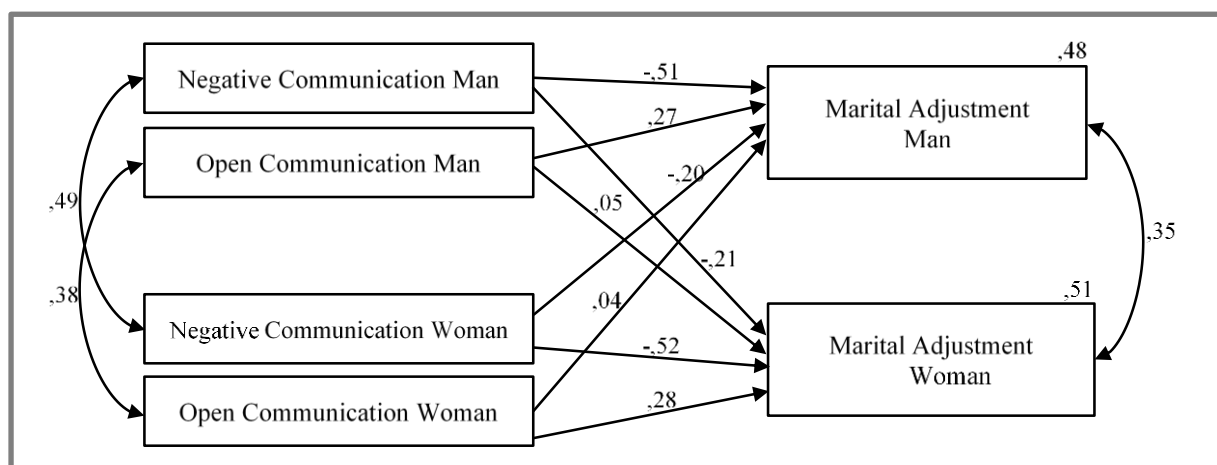 Negative Communication Man
Open Communication Man
Negative Communication Woman
Open Communication Woman
,49
,38
-,51
,27
-,20
,05
-,21
,04
-,52
,28
,48
Marital Adjustment
Man
,35
,51
Marital Adjustment
Woman